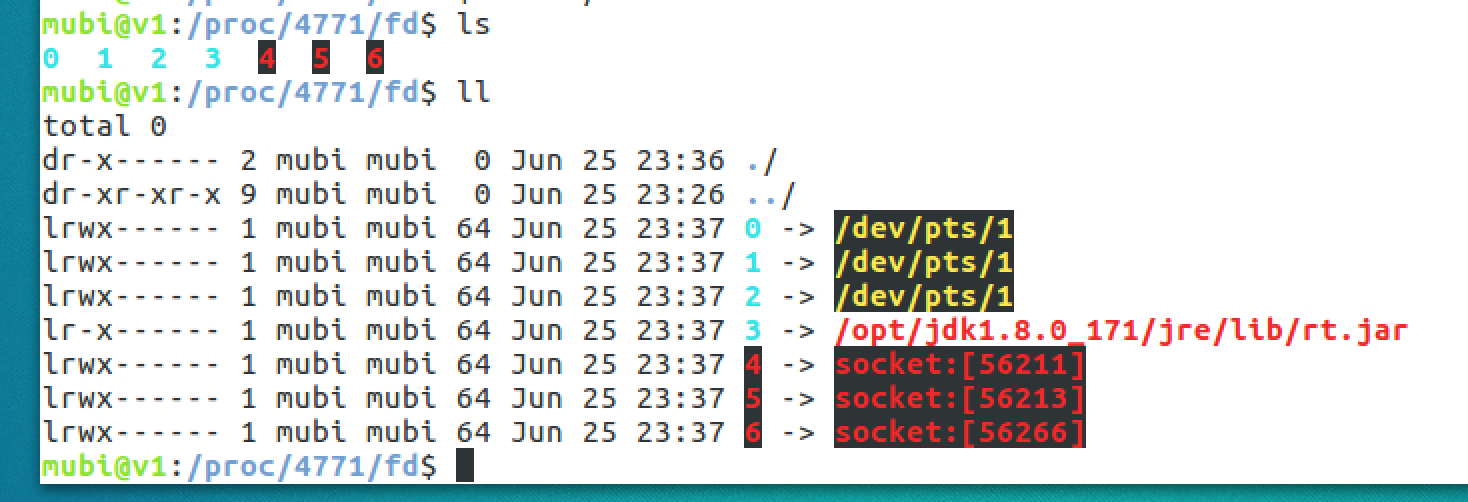 mubi@v1:/proc/4771/fd$ ls
0  1  2  3  4  5  6
mubi@v1:/proc/4771/fd$ ll
total 0
dr-x------ 2 mubi mubi  0 Jun 25 23:36 ./
dr-xr-xr-x 9 mubi mubi  0 Jun 25 23:26 ../
lrwx------ 1 mubi mubi 64 Jun 25 23:37 0 -> /dev/pts/1
lrwx------ 1 mubi mubi 64 Jun 25 23:37 1 -> /dev/pts/1
lrwx------ 1 mubi mubi 64 Jun 25 23:37 2 -> /dev/pts/1
lr-x------ 1 mubi mubi 64 Jun 25 23:37 3 -> /opt/jdk1.8.0_171/jre/lib/rt.jar
lrwx------ 1 mubi mubi 64 Jun 25 23:37 4 -> socket:[56211]
lrwx------ 1 mubi mubi 64 Jun 25 23:37 5 -> socket:[56213]
lrwx------ 1 mubi mubi 64 Jun 25 23:37 6 -> socket:[56266]
mubi@v1:/proc/4771/fd$